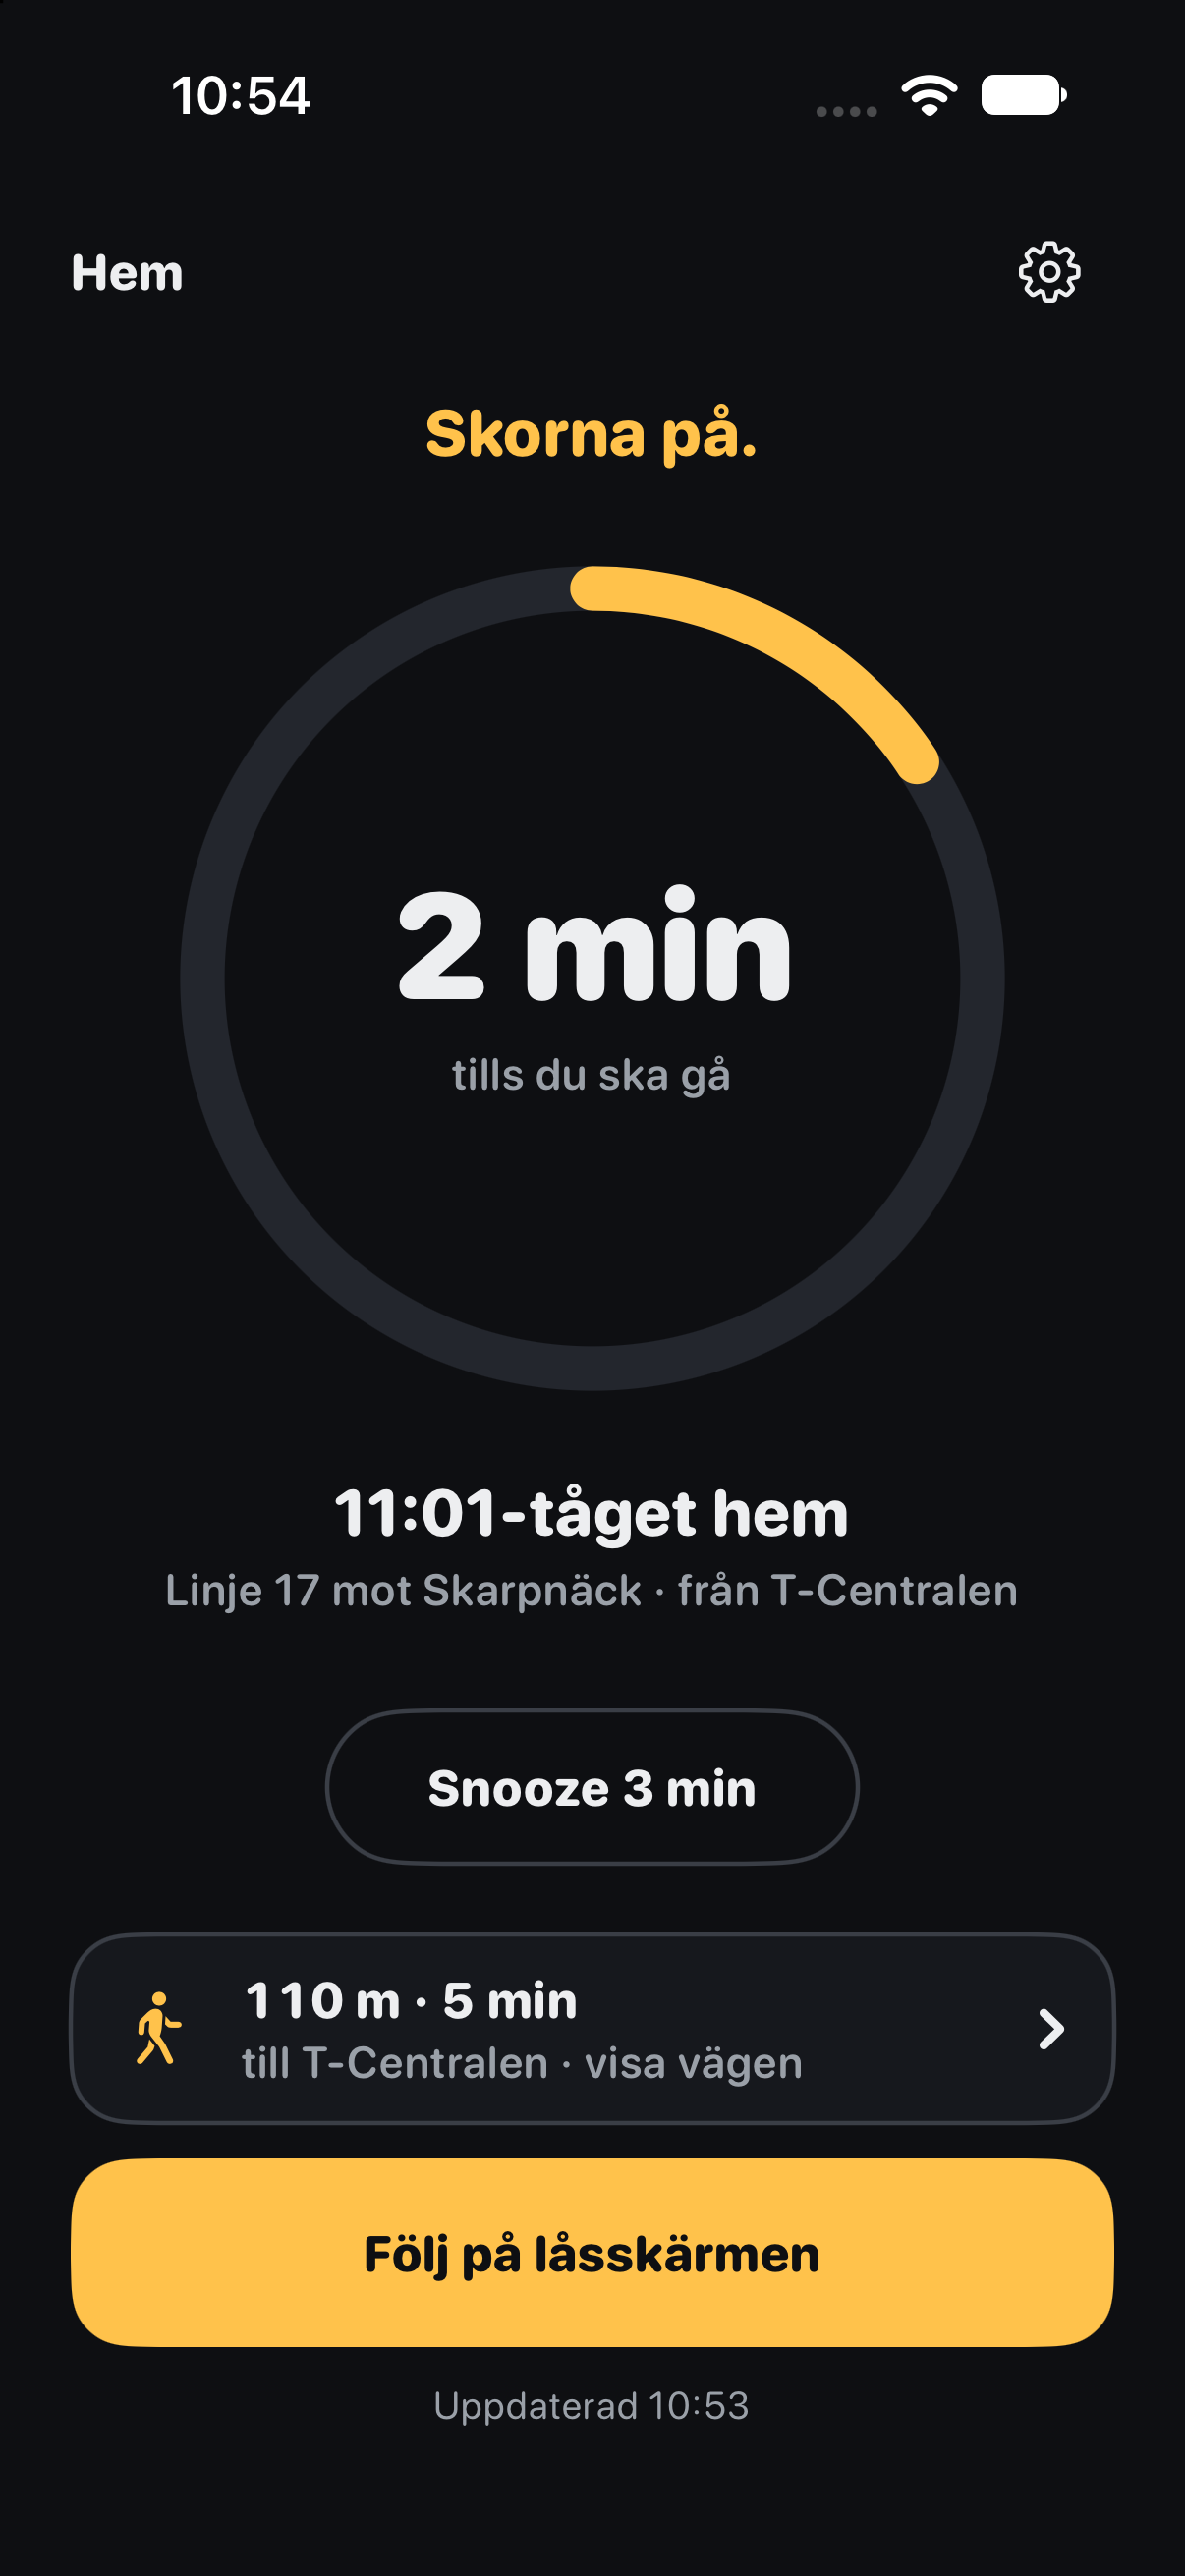 10:54
Hem
Skorna på.
2 min
tills du ska gå
11:01-tåget hem
Linje 17 mot Skarpnäck · från T-Centralen
Snooze 3 min
110 m · 5 min
till T-Centralen · visa vägen
Följ på låsskärmen
Uppdaterad 10:53